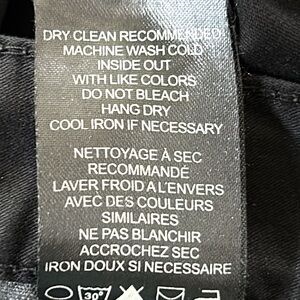 DRY CLEAN RECOMMENDED
MACHINE WASH COLD
INSIDE OUT
WITH LIKE COLORS
DO NOT BLEACH
HANG DRY
COOL IRON IF NECESSARY
NETTOYAGE À SEC
RECOMMANDÉ
LAVER FROID A L'ENVERS
AVEC DES COULEURS
SIMILAIRES
NE PAS BLANCHIR
ACCROCHEZ SEC
IRON DOUX SI NECESSAIRE
30°